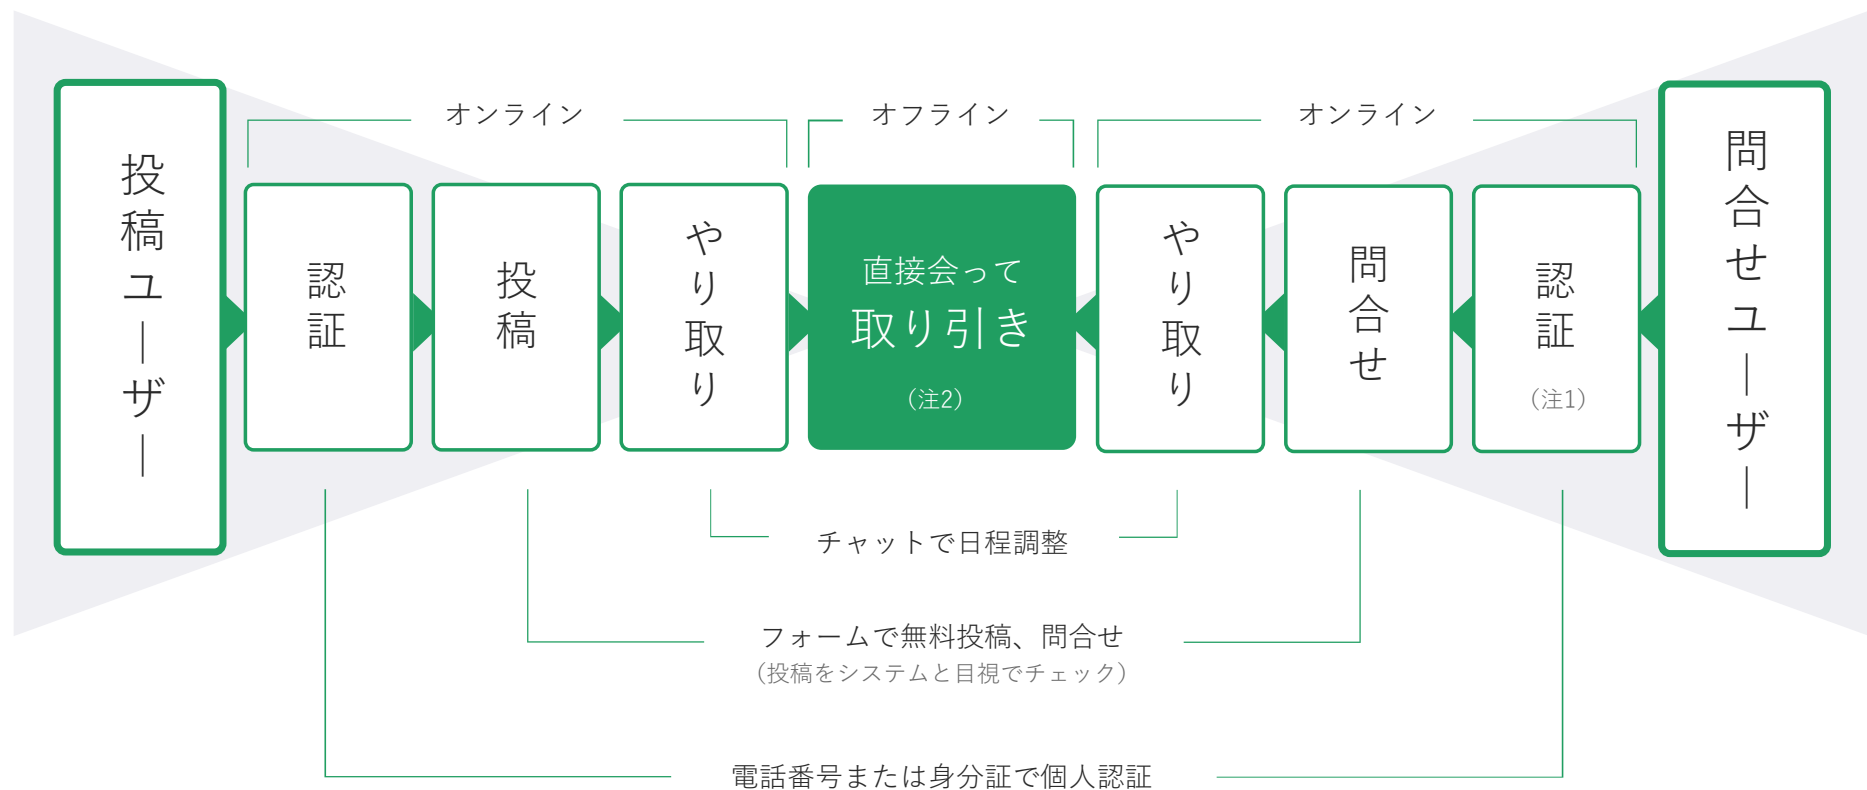 オンライン
オフライン
オンライン
投稿ユーザー
認証
投稿
やり取り
直接会って
取り引き
（注2）
やり取り
問合せ
認証
（注1）
問合せユーザー
チャットで日程調整
フォームで無料投稿、問合せ
（投稿をシステムと目視でチェック）
電話番号または身分証で個人認証